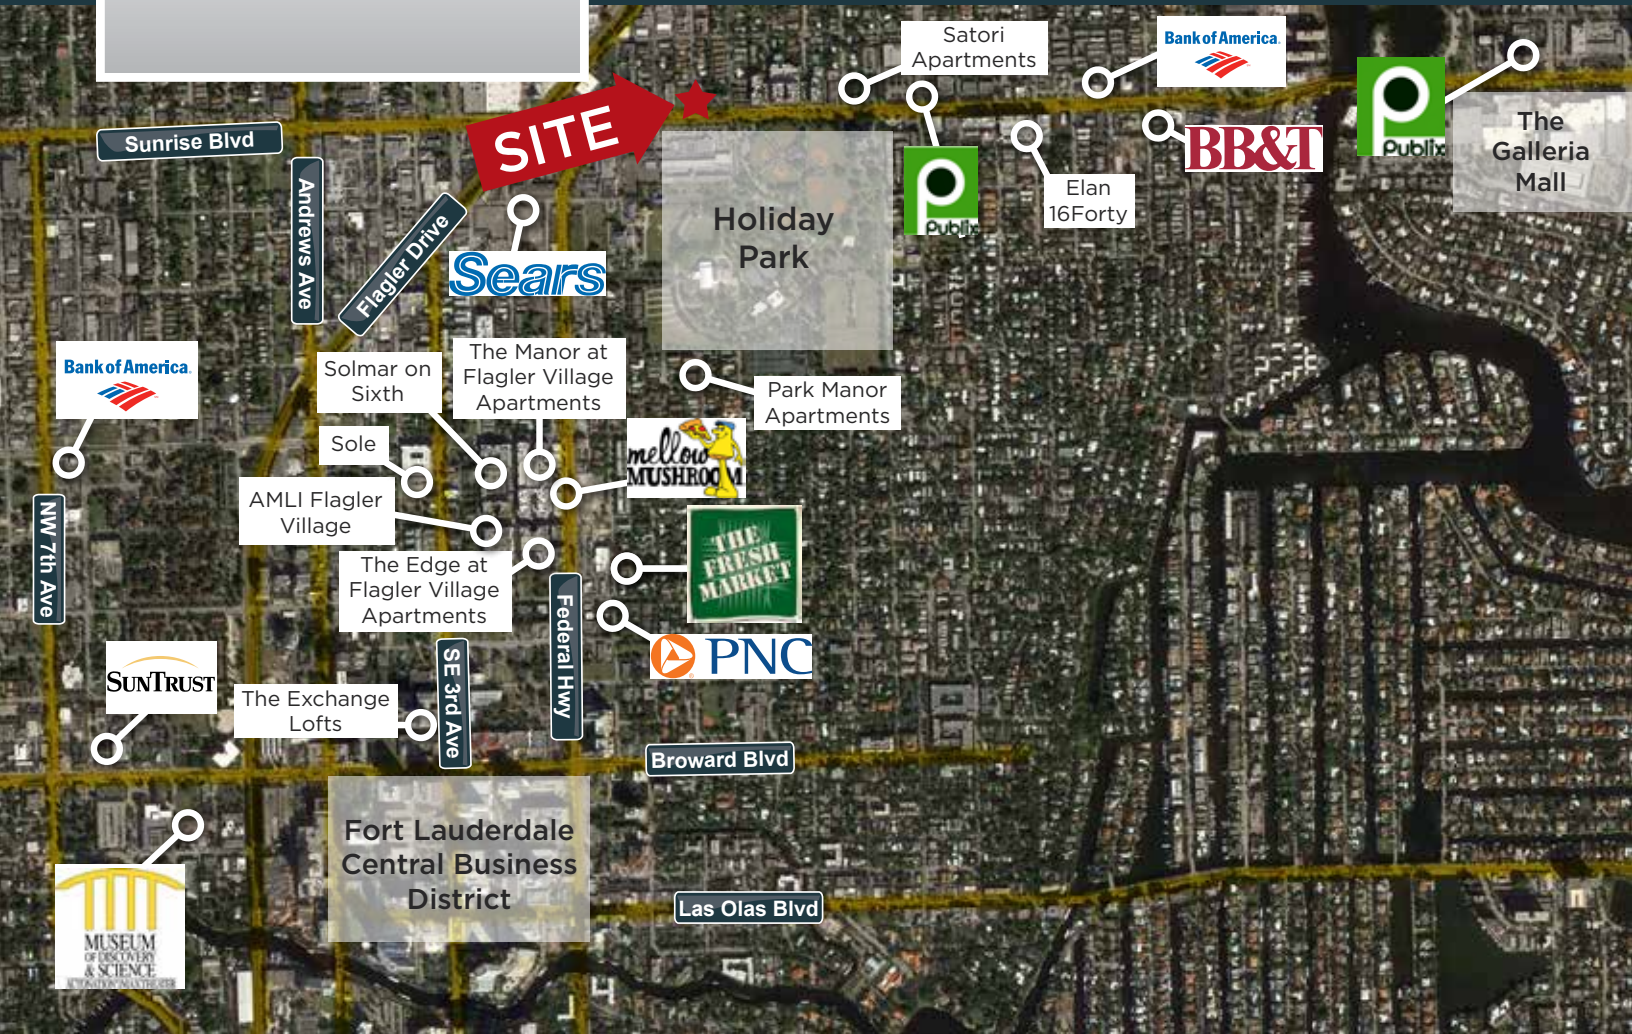 Satori
Apartments
Bank of America
Publix
The
Galleria
Mall
SITE
Sunrise Blvd
BB&T
Andrews Ave
Flagler Drive
Publix
Elan
16Forty
Holiday
Park
Sears
Bank of America
Solmar on
Sixth
The Manor at
Flagler Village
Apartments
Park Manor
Apartments
Sole
mellow
MUSHROOM
AMLI Flagler
Village
NW 7th Ave
THE
FRESH
MARKET
The Edge at
Flagler Village
Apartments
Federal Hwy
PNC
SunTrust
SE 3rd Ave
The Exchange
Lofts
Broward Blvd
Fort Lauderdale
Central Business
District
Las Olas Blvd
MUSEUM
OF DISCOVERY
& SCIENCE
AUTONATION IMAX THEATER